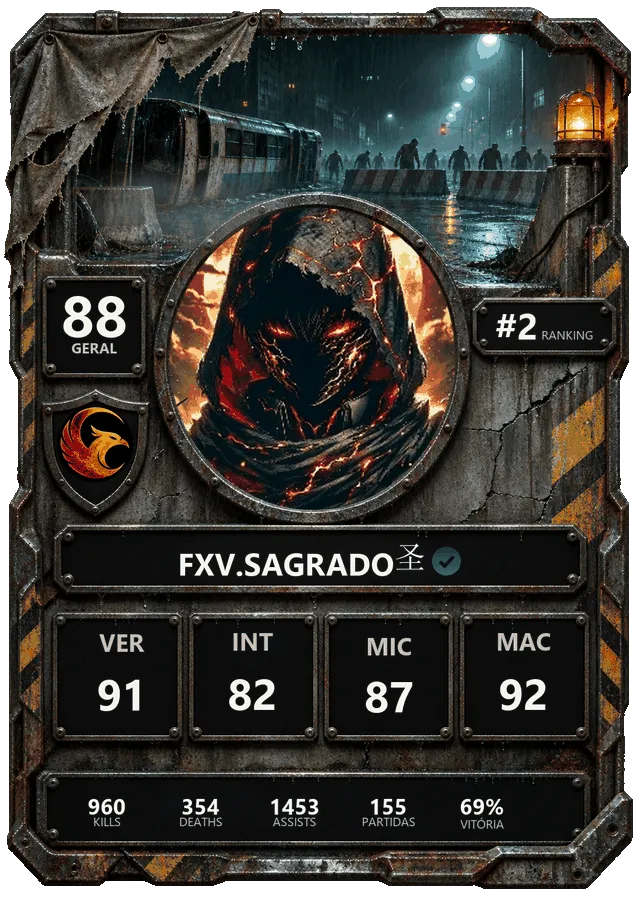 88
GERAL
#2 RANKING
FXV.SAGRADO圣
VER INT MIC MAC
91 82 87 92
960 354 1453 155 69%
KILLS DEATHS ASSISTS PARTIDAS VITÓRIA